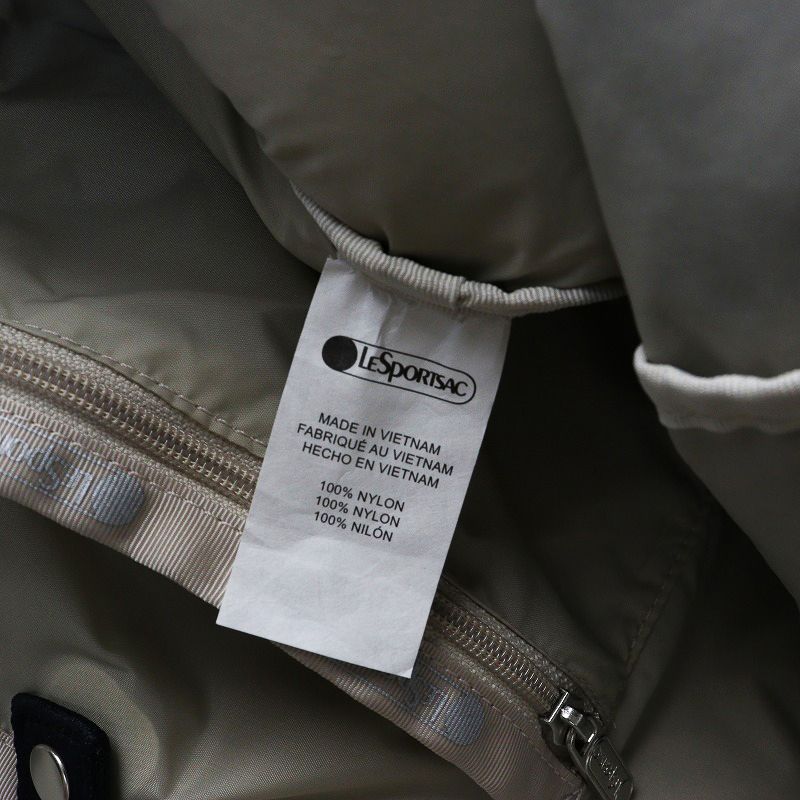 LeSportsac
MADE IN VIETNAM
FABRIQUÉ AU VIETNAM
HECHO EN VIETNAM
100% NYLON
100% NYLON
100% NILÓN